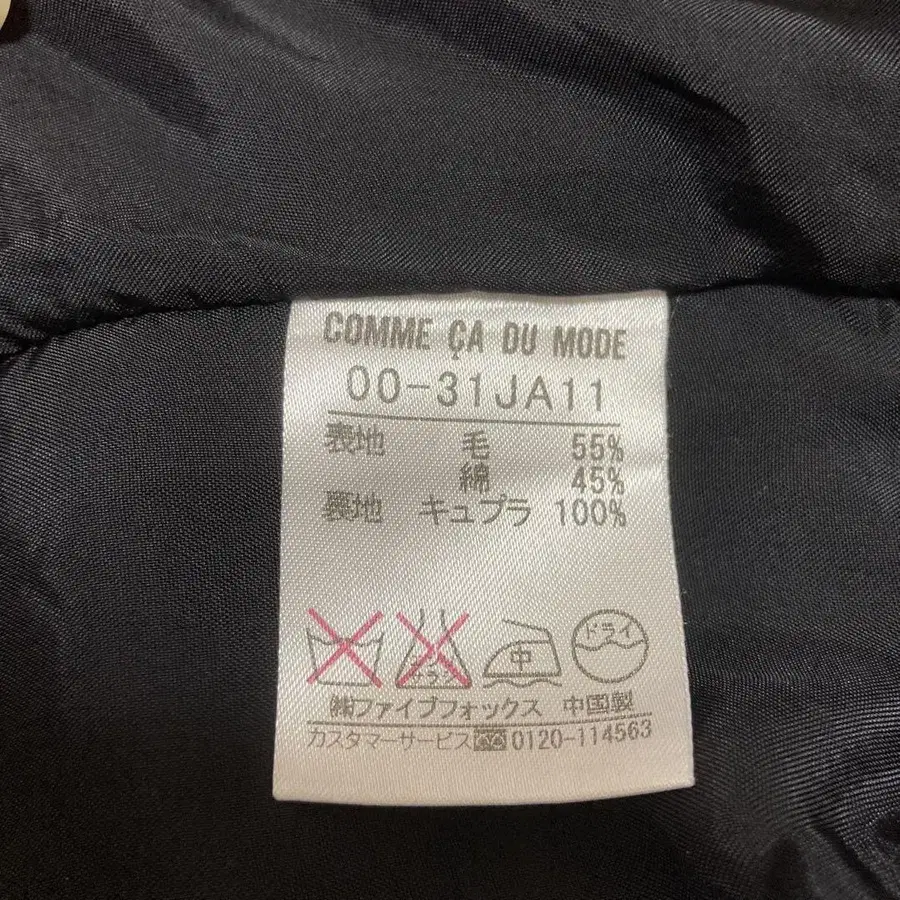 COMME ÇA DU MODE
00-31JA11
表地 毛 55%
綿 45%
裏地 キュプラ 100%
中 ドライ
㈱ファイブフォックス 中国製
カスタマーサービス 0120-114563